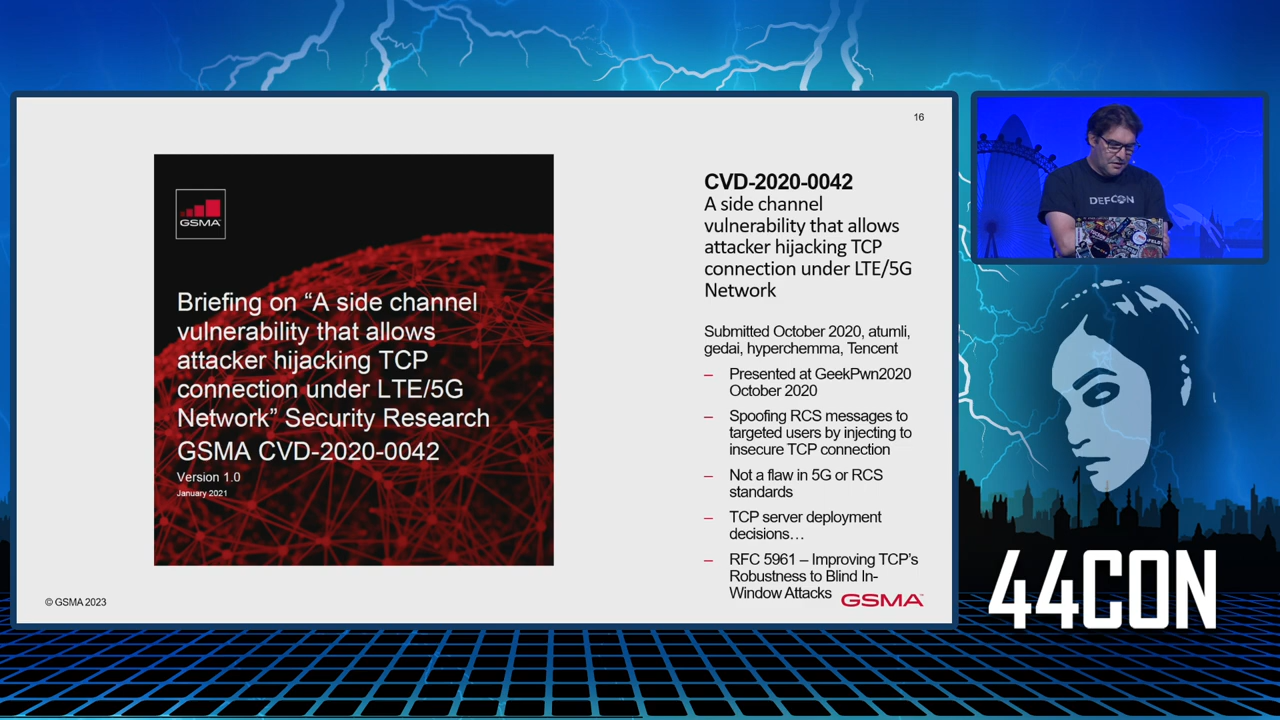 16
GSMA
Briefing on “A side channel
vulnerability that allows
attacker hijacking TCP
connection under LTE/5G
Network” Security Research
GSMA CVD-2020-0042
Version 1.0
January 2021
CVD-2020-0042
A side channel
vulnerability that allows
attacker hijacking TCP
connection under LTE/5G
Network
Submitted October 2020, atumli,
gedai, hyperchemma, Tencent
– Presented at GeekPwn2020
October 2020
– Spoofing RCS messages to
targeted users by injecting to
insecure TCP connection
– Not a flaw in 5G or RCS
standards
– TCP server deployment
decisions…
– RFC 5961 – Improving TCP’s
Robustness to Blind In-
Window Attacks
© GSMA 2023
GSMA™
DEFCON
44CON